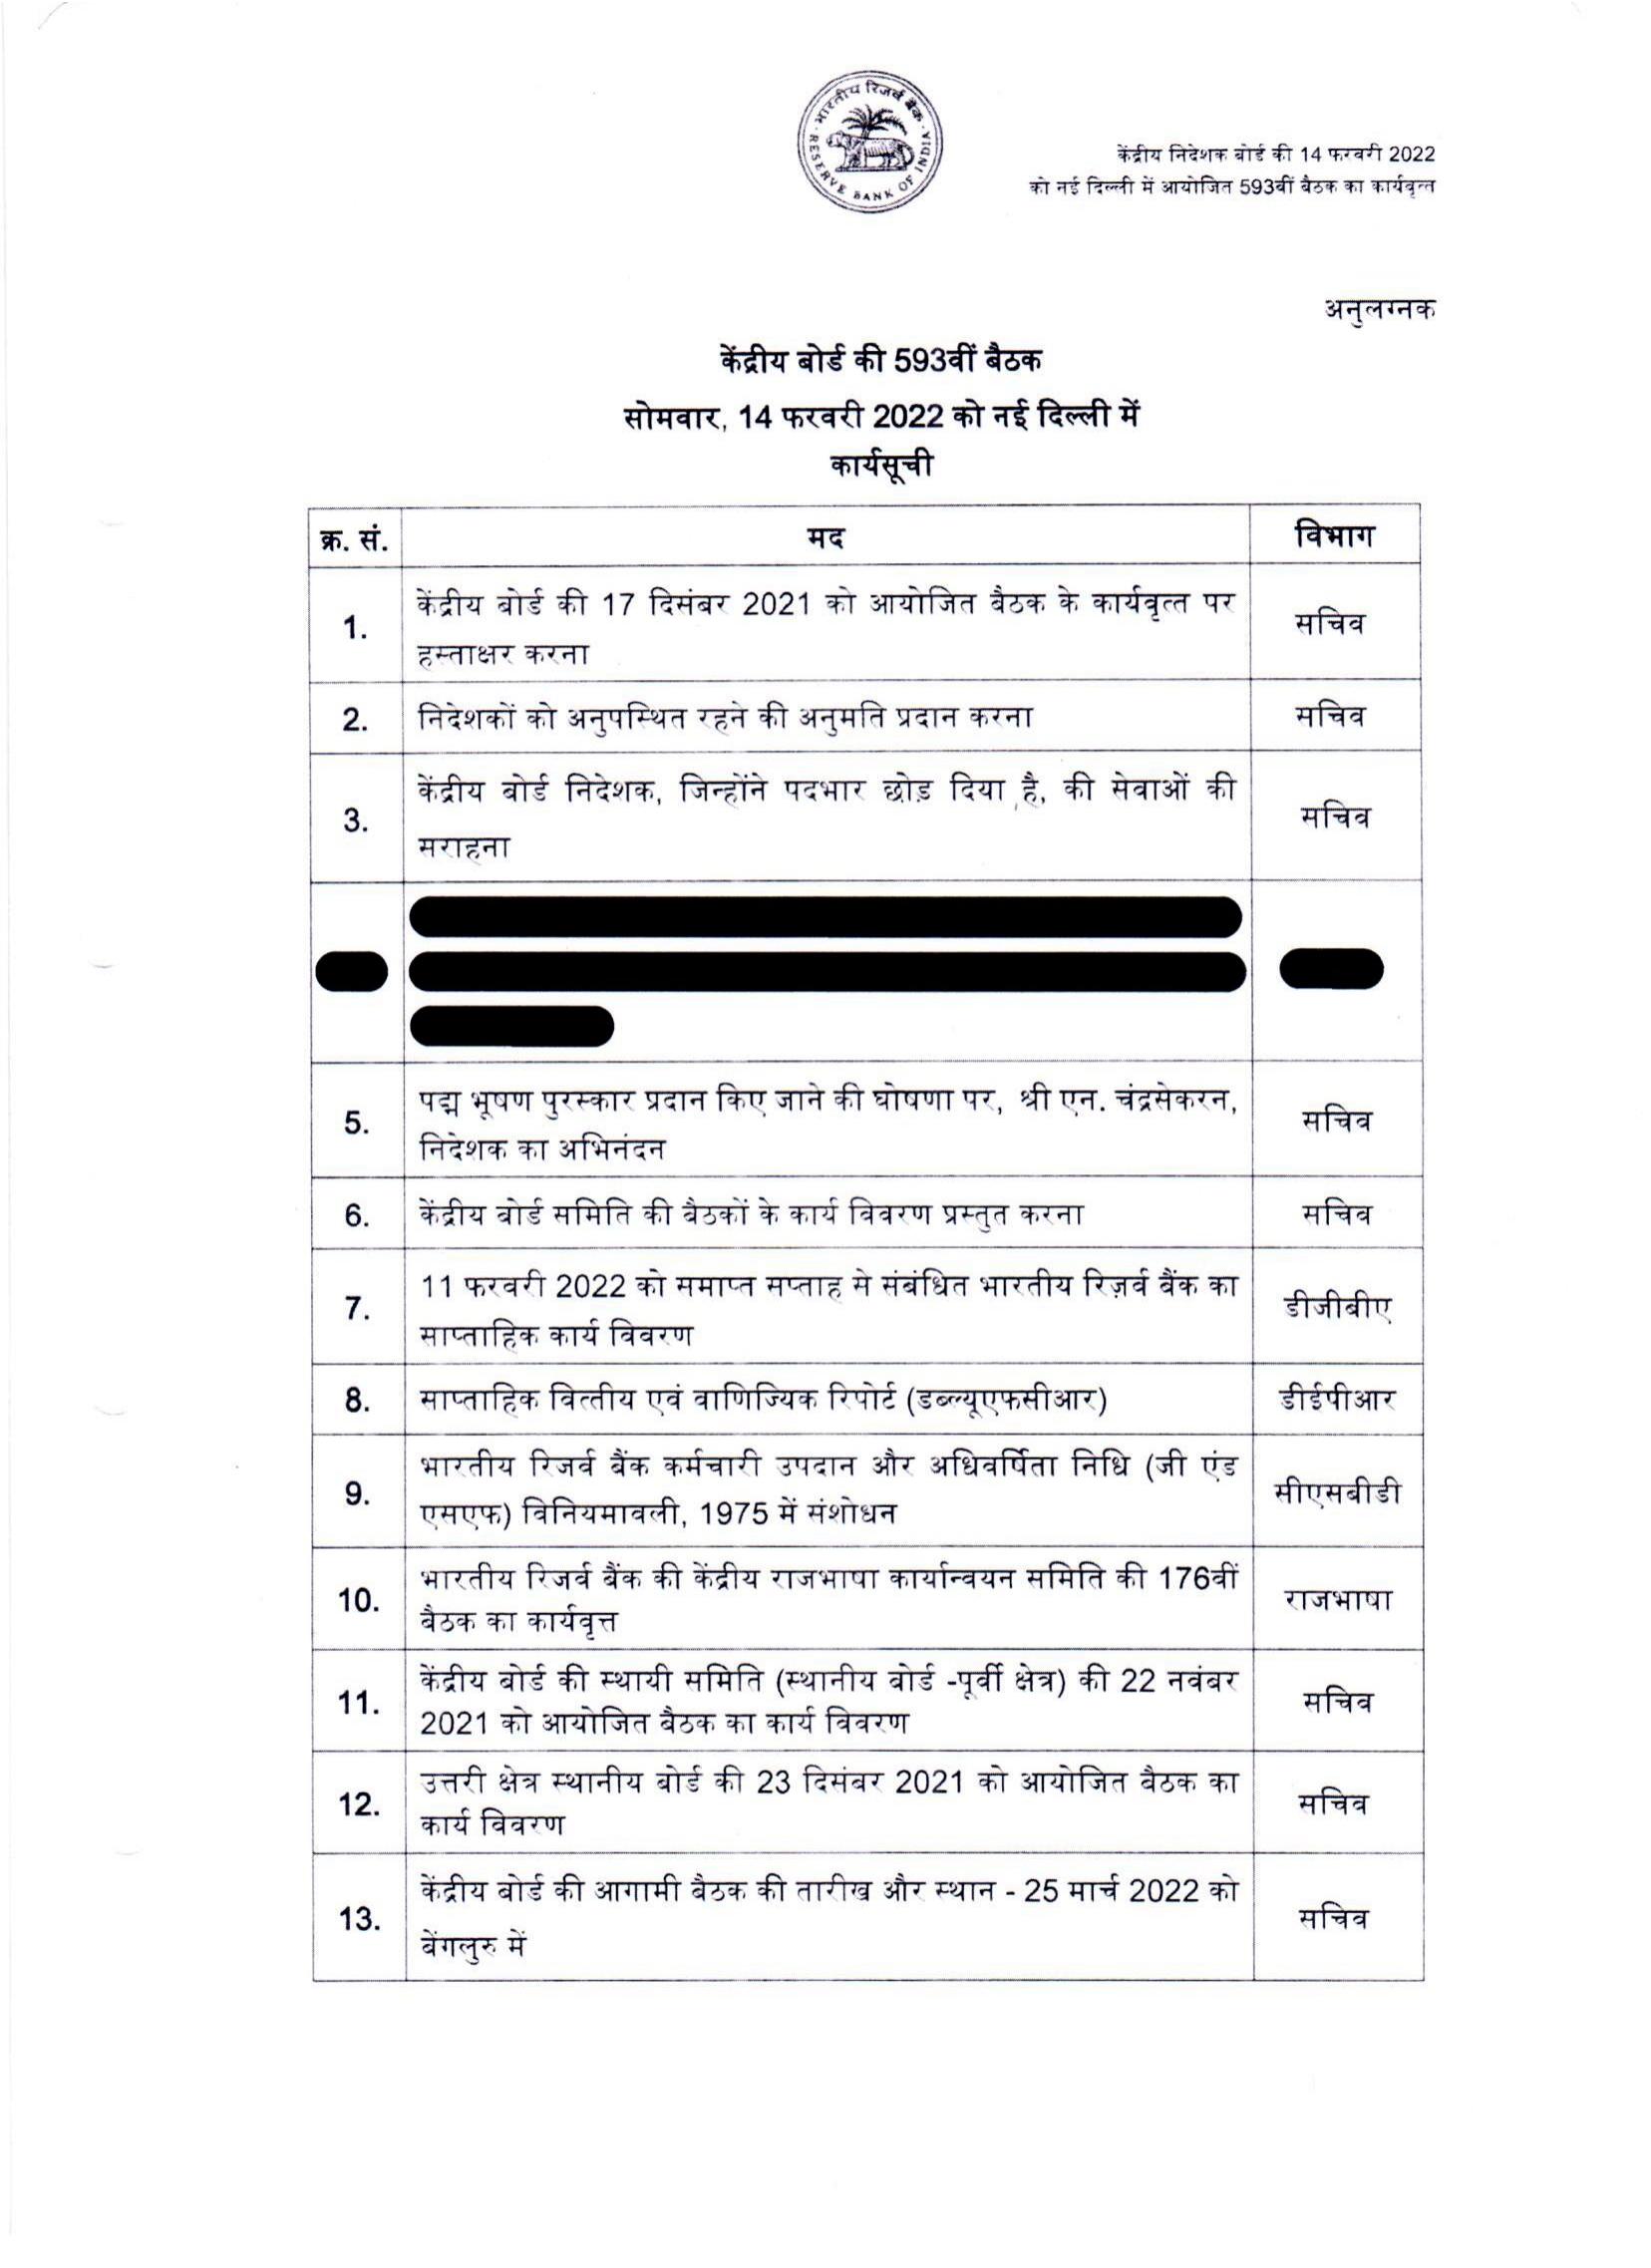 भारतीय रिजर्व बैंक
RESERVE BANK OF INDIA
केंद्रीय निदेशक बोर्ड की 14 फरवरी 2022
को नई दिल्ली में आयोजित 593वीं बैठक का कार्यवृत्त
अनुलग्नक
केंद्रीय बोर्ड की 593वीं बैठक
सोमवार, 14 फरवरी 2022 को नई दिल्ली में
कार्यसूची
क्र. सं. मद विभाग
1. केंद्रीय बोर्ड की 17 दिसंबर 2021 को आयोजित बैठक के कार्यवृत्त पर
हस्ताक्षर करना
सचिव
2. निदेशकों को अनुपस्थित रहने की अनुमति प्रदान करना सचिव
3. केंद्रीय बोर्ड निदेशक, जिन्होंने पदभार छोड़ दिया है, की सेवाओं की
सराहना
सचिव
5. पद्म भूषण पुरस्कार प्रदान किए जाने की घोषणा पर, श्री एन. चंद्रसेकरन,
निदेशक का अभिनंदन
सचिव
6. केंद्रीय बोर्ड समिति की बैठकों के कार्य विवरण प्रस्तुत करना सचिव
7. 11 फरवरी 2022 को समाप्त सप्ताह से संबंधित भारतीय रिज़र्व बैंक का
साप्ताहिक कार्य विवरण
डीजीबीए
8. साप्ताहिक वित्तीय एवं वाणिज्यिक रिपोर्ट (डब्ल्यूएफसीआर) डीईपीआर
9. भारतीय रिजर्व बैंक कर्मचारी उपदान और अधिवर्षिता निधि (जी एंड
एसएफ) विनियमावली, 1975 में संशोधन
सीएसबीडी
10. भारतीय रिजर्व बैंक की केंद्रीय राजभाषा कार्यान्वयन समिति की 176वीं
बैठक का कार्यवृत्त
राजभाषा
11. केंद्रीय बोर्ड की स्थायी समिति (स्थानीय बोर्ड -पूर्वी क्षेत्र) की 22 नवंबर
2021 को आयोजित बैठक का कार्य विवरण
सचिव
12. उत्तरी क्षेत्र स्थानीय बोर्ड की 23 दिसंबर 2021 को आयोजित बैठक का
कार्य विवरण
सचिव
13. केंद्रीय बोर्ड की आगामी बैठक की तारीख और स्थान - 25 मार्च 2022 को
बेंगलुरु में
सचिव